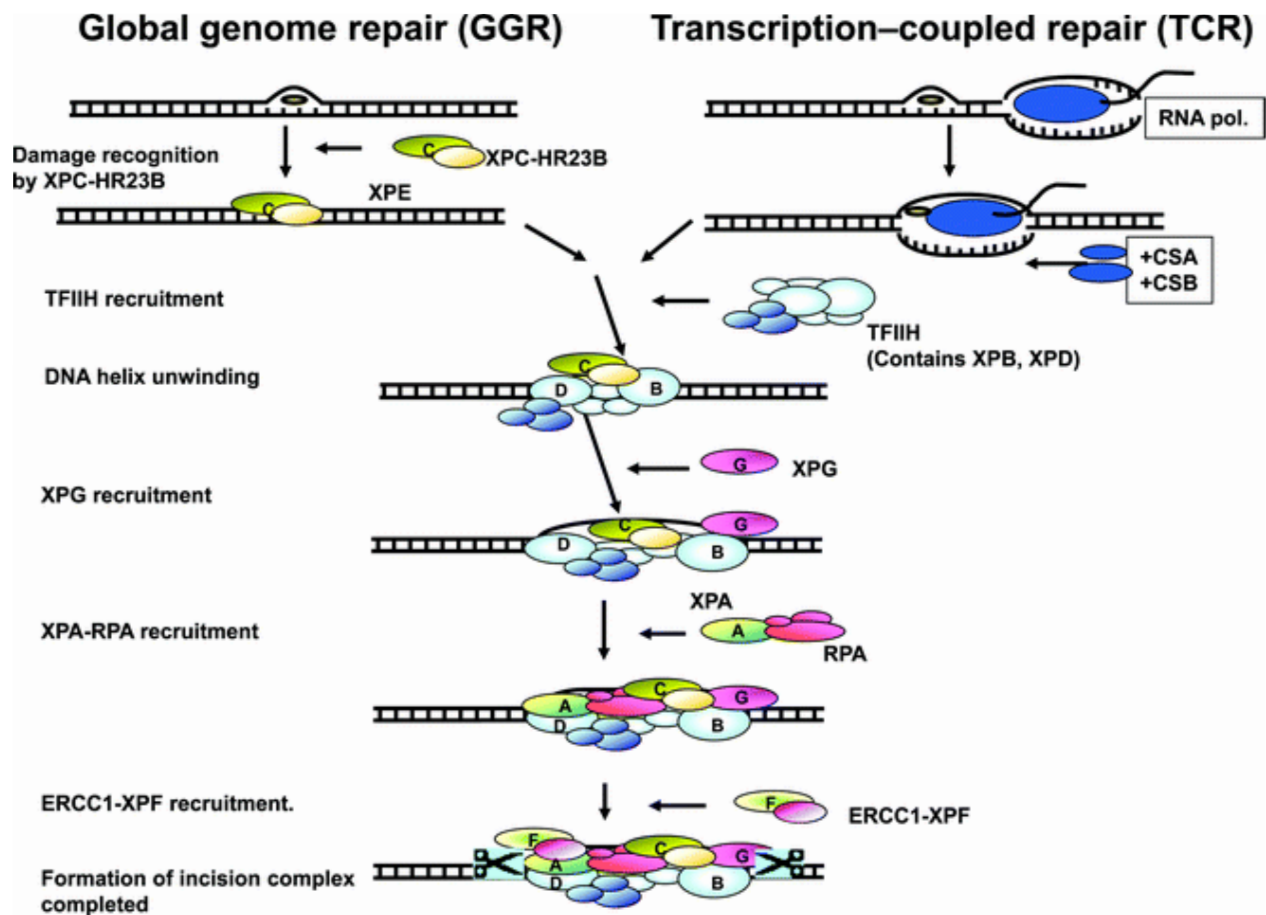 Global genome repair (GGR)
Transcription–coupled repair (TCR)
RNA pol.
Damage recognition
by XPC-HR23B
C
XPC-HR23B
XPE
C
+CSA
+CSB
TFIIH recruitment
TFIIH
(Contains XPB, XPD)
DNA helix unwinding
C
D
B
G
XPG
XPG recruitment
C
G
D
B
XPA
XPA-RPA recruitment
A
RPA
C
A
G
D
B
ERCC1-XPF recruitment.
F
ERCC1-XPF
F
C
G
A
D
B
Formation of incision complex
completed